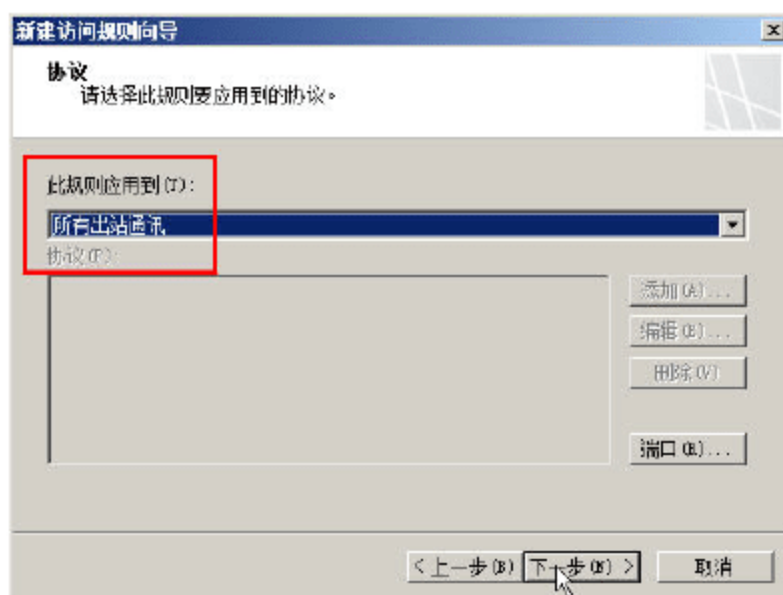 新建访问规则向导
协议
请选择此规则要应用到的协议。
此规则应用到(T):
所有出站通讯
协议(P):
添加(A)...
编辑(E)...
删除(V)
端口(R)...
<上一步(B)
下一步(N) >
取消